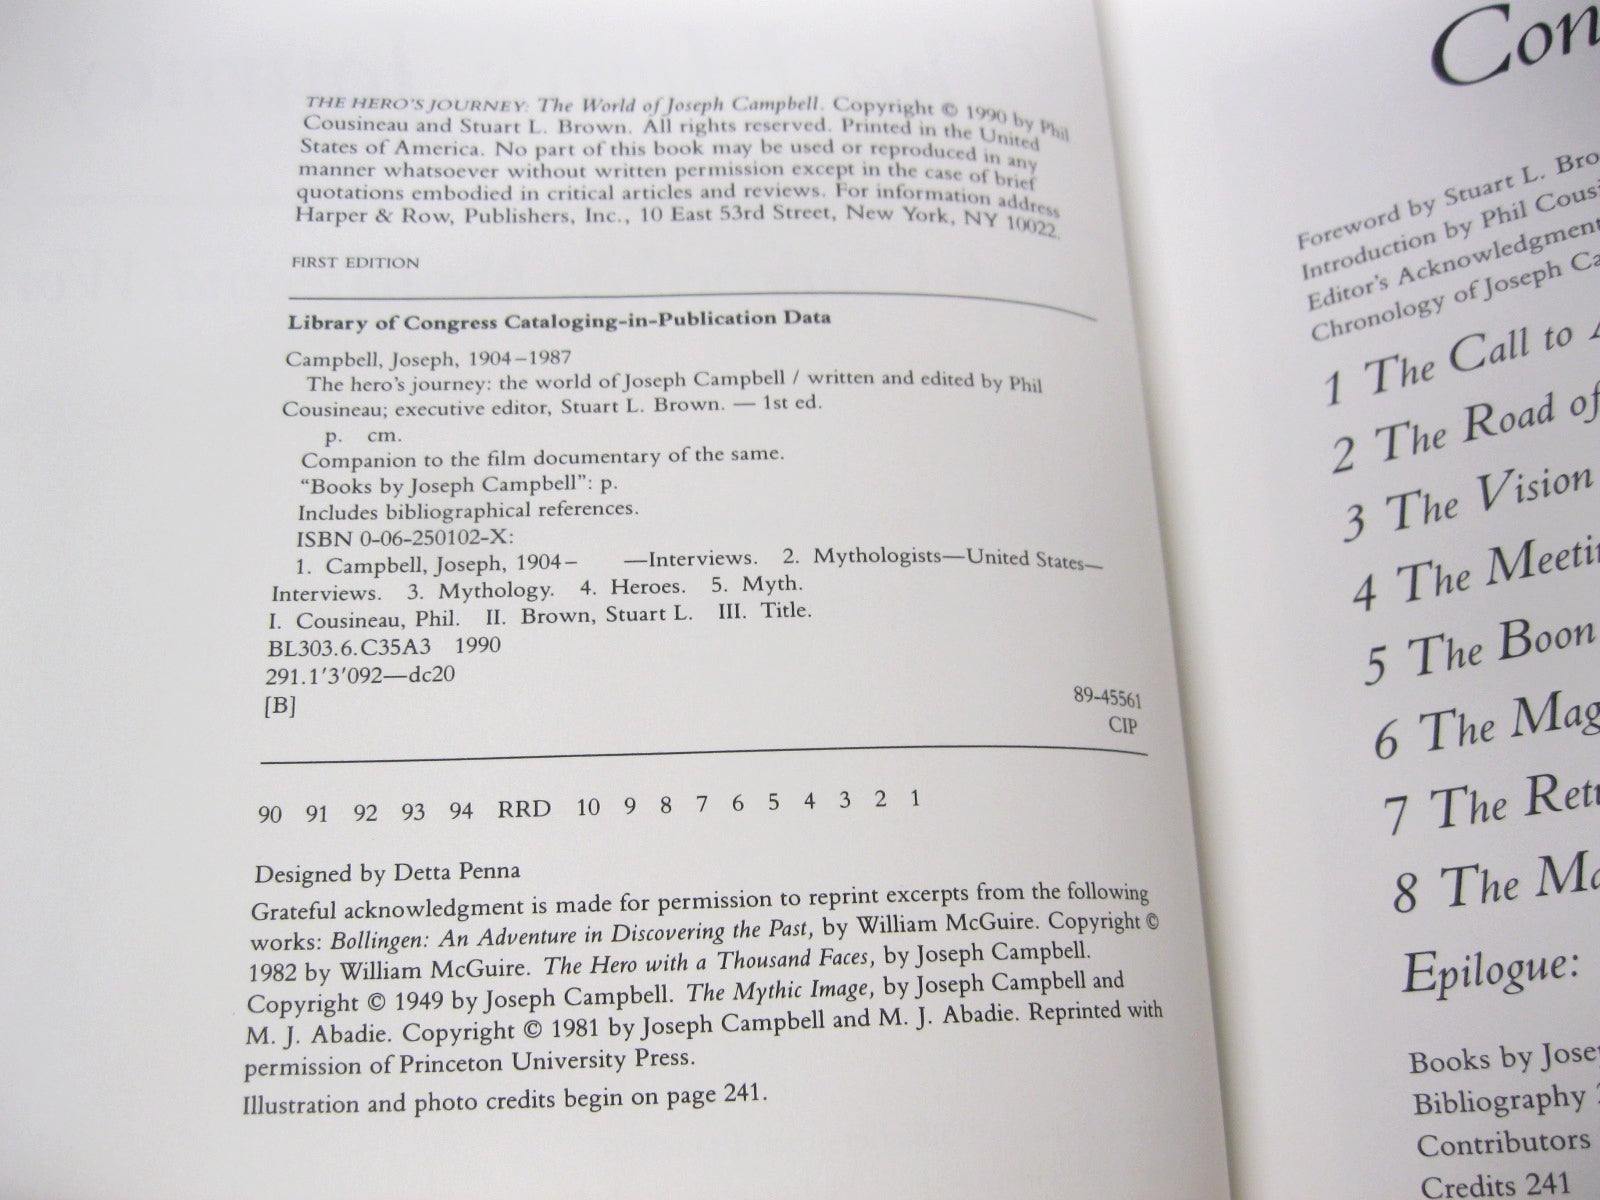 THE HERO'S JOURNEY: The World of Joseph Campbell. Copyright © 1990 by Phil
Cousineau and Stuart L. Brown. All rights reserved. Printed in the United
States of America. No part of this book may be used or reproduced in any
manner whatsoever without written permission except in the case of brief
quotations embodied in critical articles and reviews. For information address
Harper & Row, Publishers, Inc., 10 East 53rd Street, New York, NY 10022.
FIRST EDITION
Library of Congress Cataloging-in-Publication Data
Campbell, Joseph, 1904–1987
The hero's journey: the world of Joseph Campbell / written and edited by Phil
Cousineau; executive editor, Stuart L. Brown. — 1st ed.
p. cm.
Companion to the film documentary of the same.
"Books by Joseph Campbell": p.
Includes bibliographical references.
ISBN 0-06-250102-X:
1. Campbell, Joseph, 1904– —Interviews. 2. Mythologists—United States—
Interviews. 3. Mythology. 4. Heroes. 5. Myth.
I. Cousineau, Phil. II. Brown, Stuart L. III. Title.
BL303.6.C35A3 1990
291.1'3'092—dc20
[B]
89-45561
CIP
90 91 92 93 94 RRD 10 9 8 7 6 5 4 3 2 1
Designed by Detta Penna
Grateful acknowledgment is made for permission to reprint excerpts from the following
works: Bollingen: An Adventure in Discovering the Past, by William McGuire. Copyright ©
1982 by William McGuire. The Hero with a Thousand Faces, by Joseph Campbell.
Copyright © 1949 by Joseph Campbell. The Mythic Image, by Joseph Campbell and
M. J. Abadie. Copyright © 1981 by Joseph Campbell and M. J. Abadie. Reprinted with
permission of Princeton University Press.
Illustration and photo credits begin on page 241.
Con
Foreword by Stuart L. Bro
Introduction by Phil Cousi
Editor's Acknowledgment
Chronology of Joseph Ca
1 The Call to
2 The Road of
3 The Vision
4 The Meeti
5 The Boon
6 The Mag
7 The Retu
8 The Ma
Epilogue:
Books by Jose
Bibliography
Contributors
Credits 241